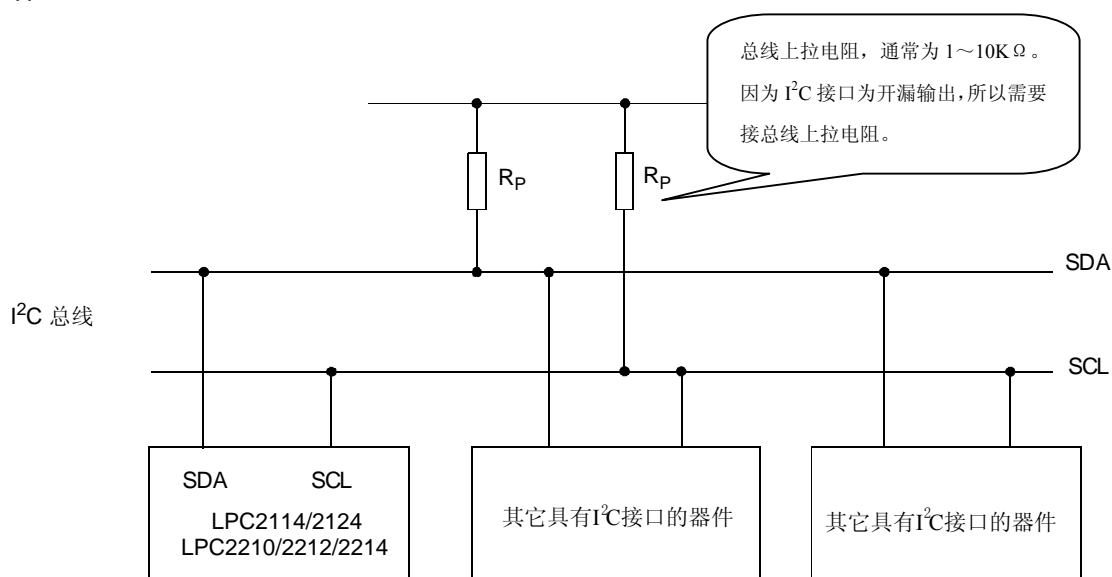 总线上拉电阻，通常为 1～10KΩ。
因为 I²C 接口为开漏输出，所以需要
接总线上拉电阻。
R_P
R_P
SDA
I²C 总线
SCL
SDA SCL
LPC2114/2124
LPC2210/2212/2214
其它具有I²C接口的器件
其它具有I²C接口的器件